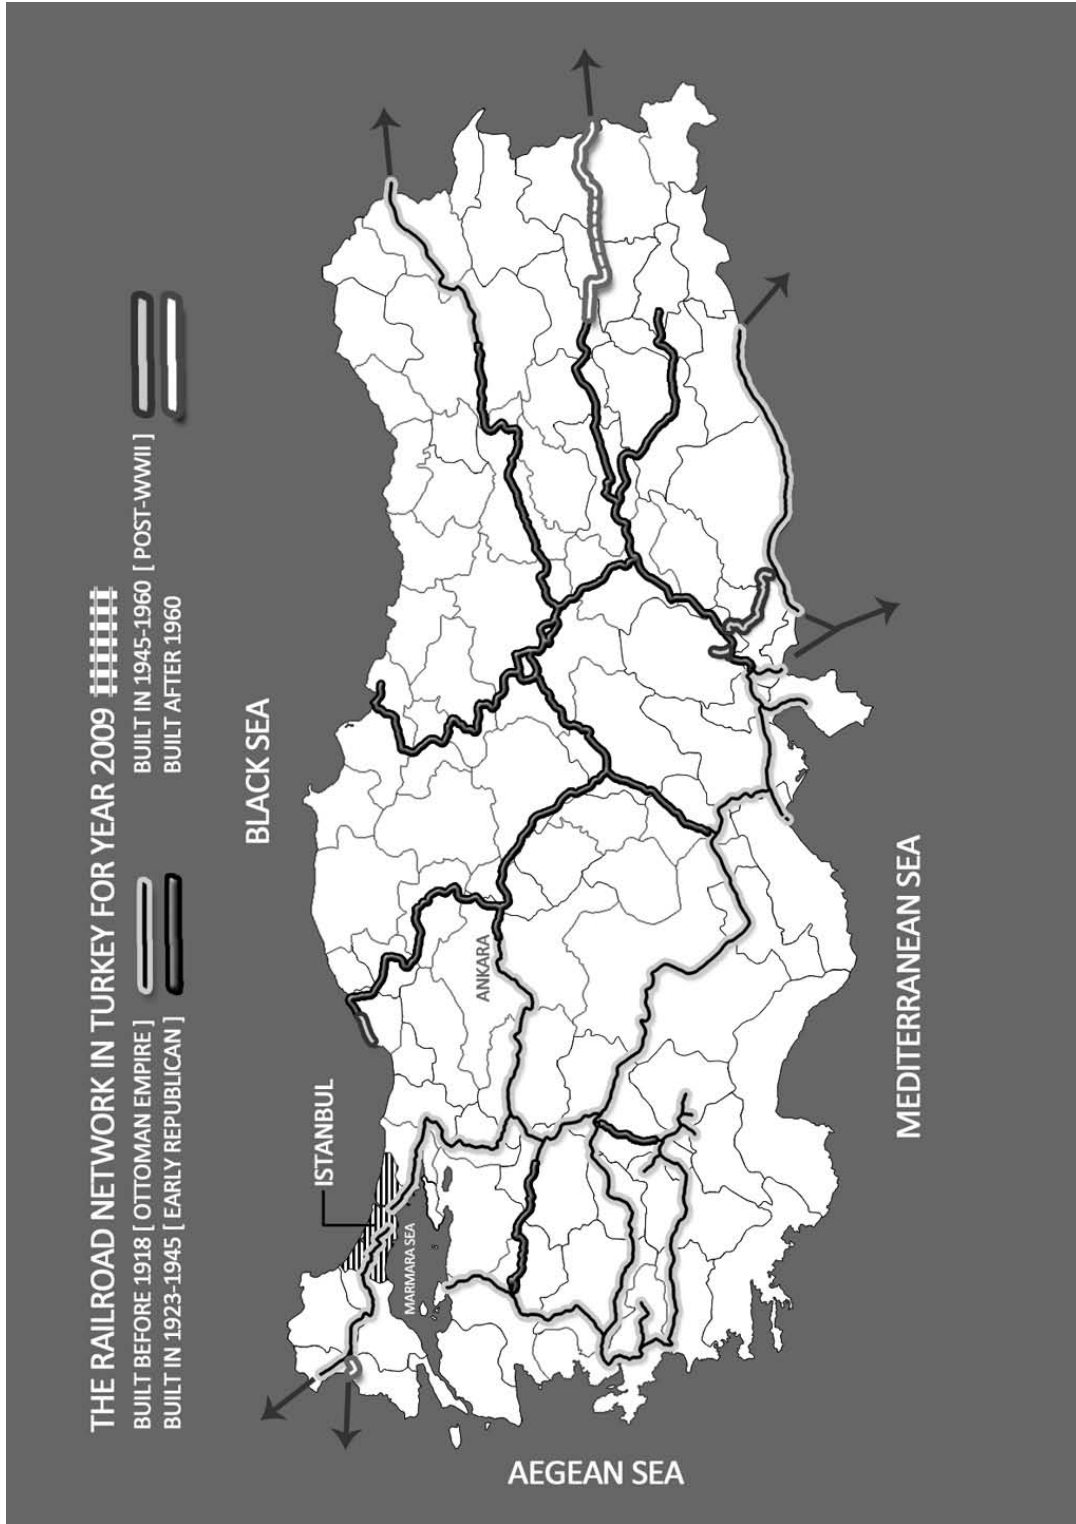 THE RAILROAD NETWORK IN TURKEY FOR YEAR 2009
BUILT BEFORE 1918 [ OTTOMAN EMPIRE ]
BUILT IN 1923-1945 [ EARLY REPUBLICAN ]
BUILT IN 1945-1960 [ POST-WWII ]
BUILT AFTER 1960
BLACK SEA
ISTANBUL
MARMARA SEA
ANKARA
AEGEAN SEA
MEDITERRANEAN SEA